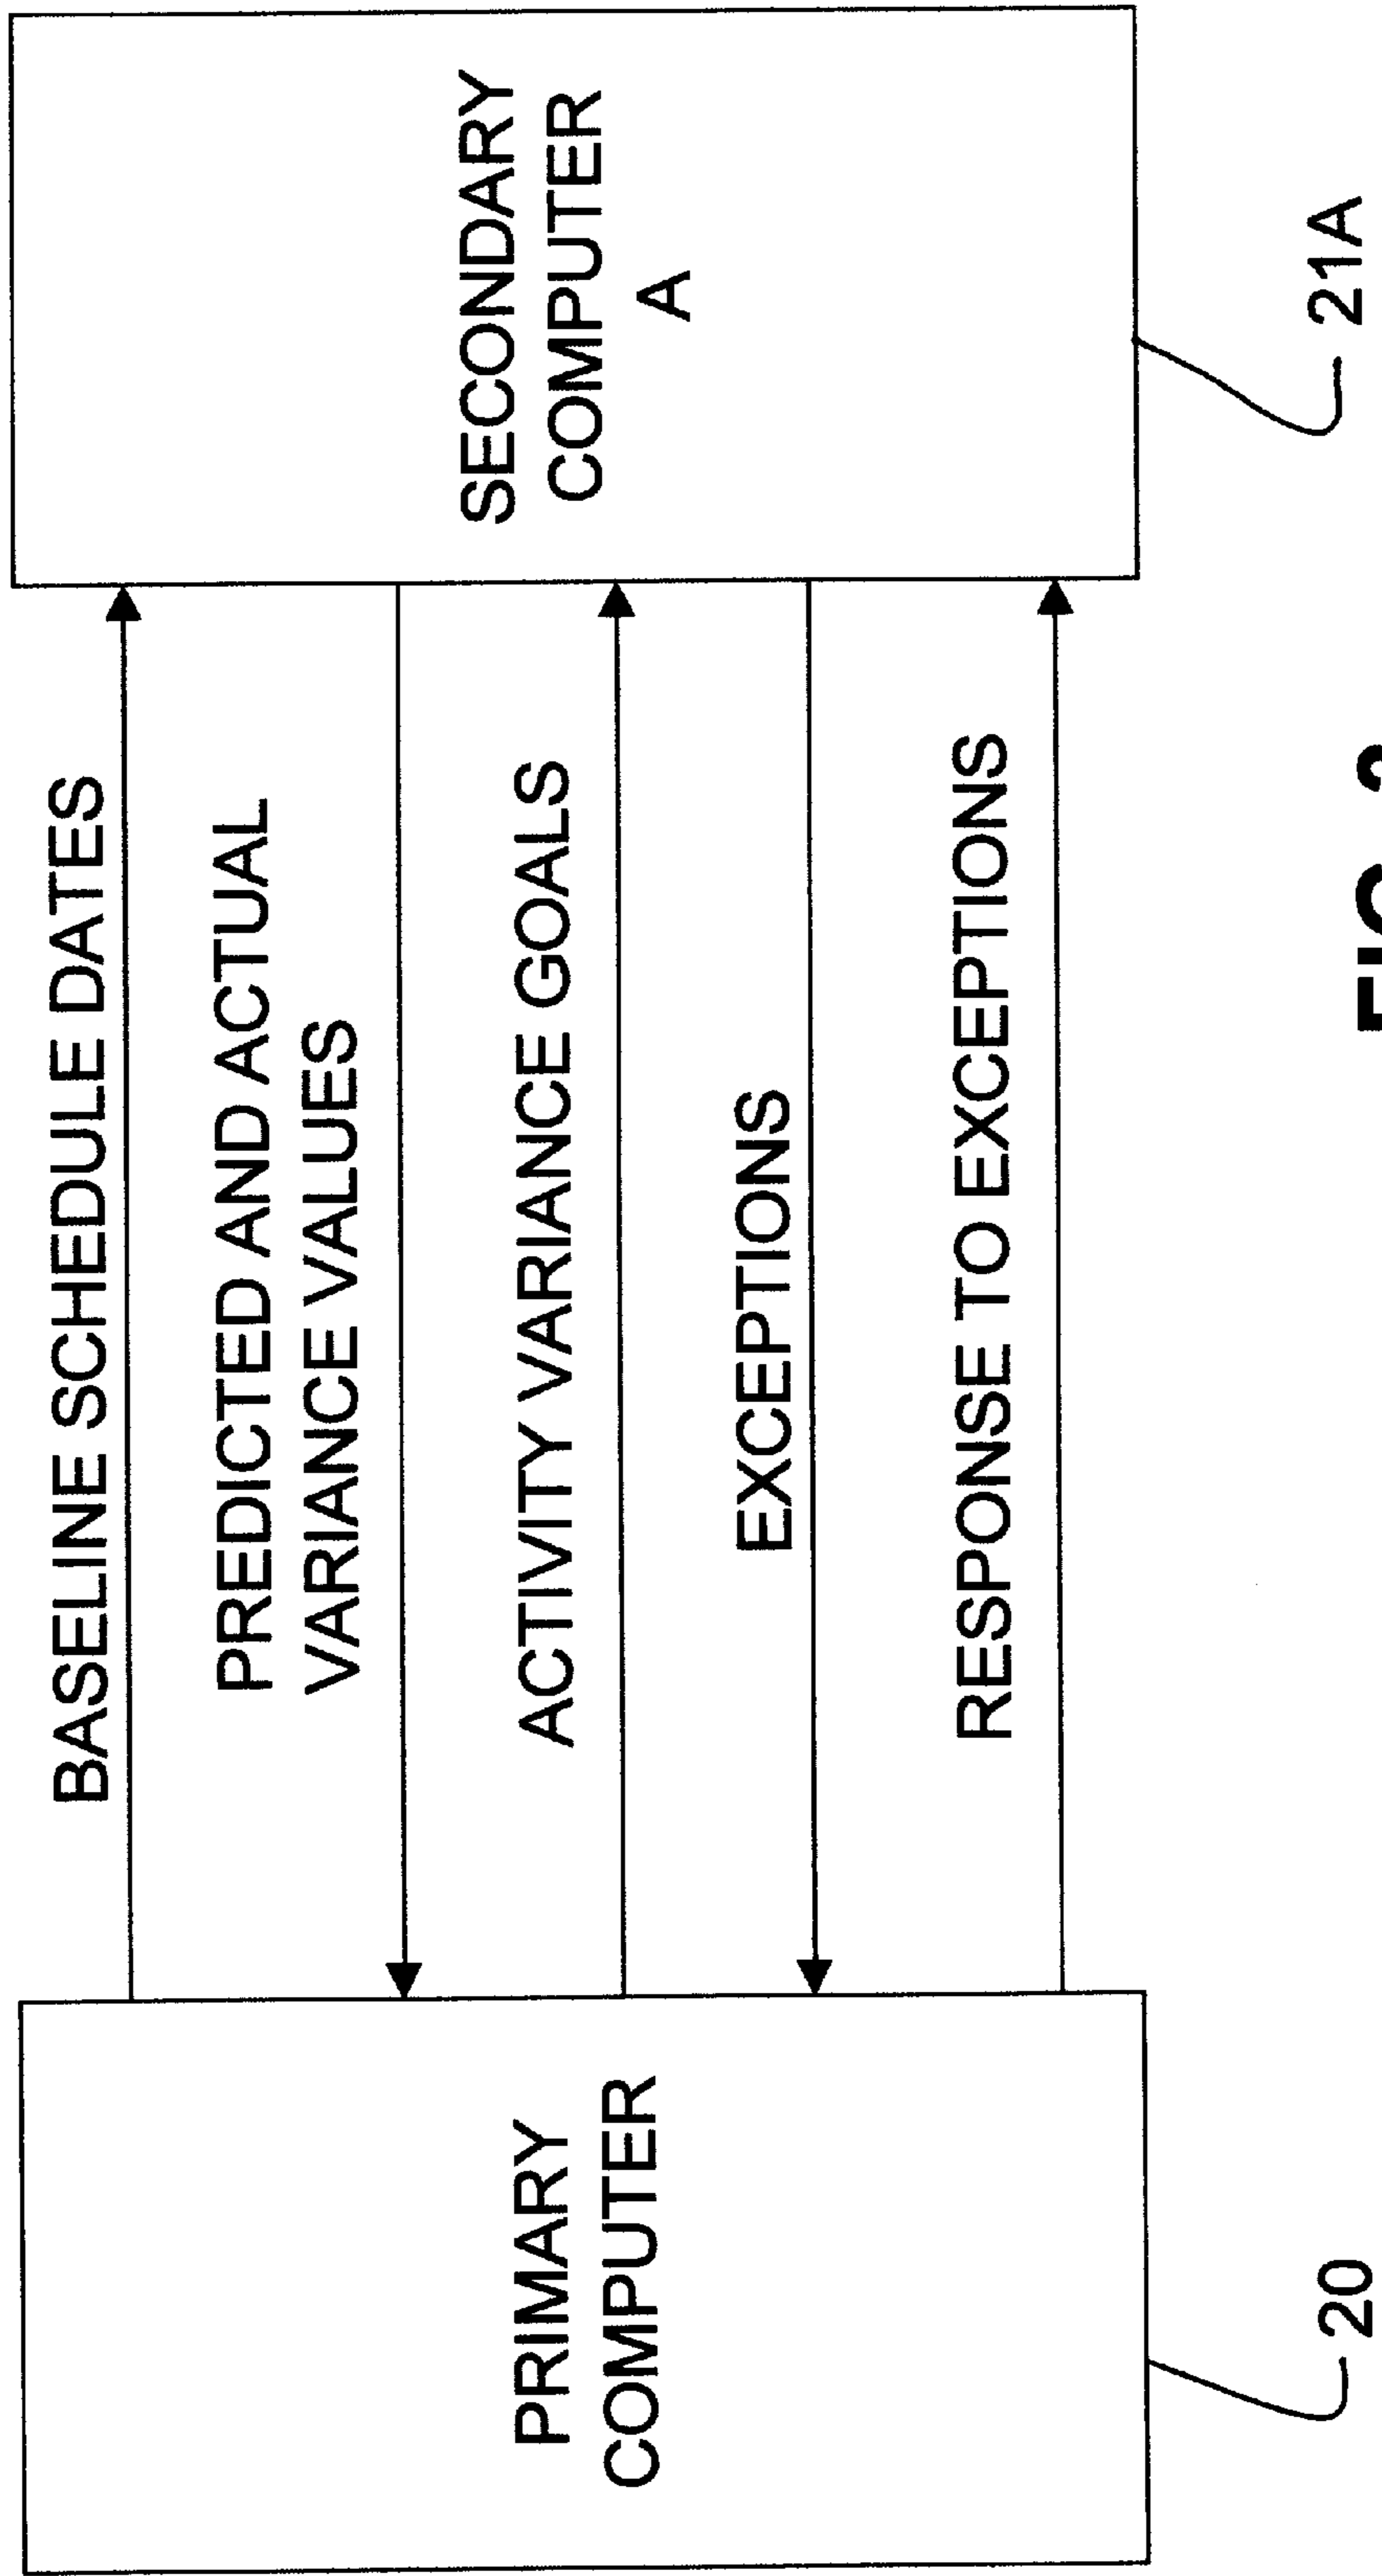 BASELINE SCHEDULE DATES
PREDICTED AND ACTUAL
VARIANCE VALUES
ACTIVITY VARIANCE GOALS
EXCEPTIONS
RESPONSE TO EXCEPTIONS
PRIMARY
COMPUTER
20
SECONDARY
COMPUTER
A
21A
FIG.